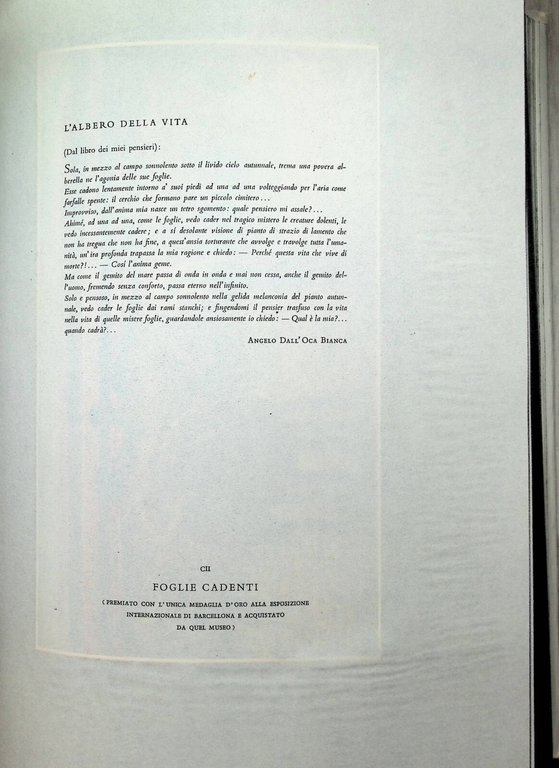 L'ALBERO DELLA VITA
(Dal libro dei miei pensieri):
Sola, in mezzo al campo sonnolento sotto il livido cielo autunnale, trema una povera al-
berella ne l'agonia delle sue foglie.
Esse cadono lentamente intorno a' suoi piedi ad una ad una volteggiando per l'aria come
farfalle spente: il cerchio che formano pare un piccolo cimitero...
Improvviso, dall'anima mia nasce un tetro sgomento: quale pensiero mi assale?...
Ahimé, ad una ad una, come le foglie, vedo cader nel tragico mistero le creature dolenti, le
vedo incessantemente cadere; e a sí desolante visione di pianto di strazio di lamento che
non ha tregua che non ha fine, a quest'ansia torturante che avvolge e travolge tutta l'uma-
nità, un'ira profonda trapassa la mia ragione e chiedo: — Perché questa vita che vive di
morte?!... — Cosí l'anima geme.
Ma come il gemito del mare passa di onda in onda e mai non cessa, anche il gemito del-
l'uomo, fremendo senza conforto, passa eterno nell'infinito.
Solo e pensoso, in mezzo al campo sonnolento nella gelida melanconia del pianto autun-
nale, vedo cader le foglie dai rami stanchi; e fingendomi il pensier trasfuso con la vita
nella vita di quelle misere foglie, guardandole ansiosamente io chiedo: — Qual è la mia?...
quando cadrà?...
ANGELO DALL'OCA BIANCA
CII
FOGLIE CADENTI
(PREMIATO CON L'UNICA MEDAGLIA D'ORO ALLA ESPOSIZIONE
INTERNAZIONALE DI BARCELLONA E ACQUISTATO
DA QUEL MUSEO)